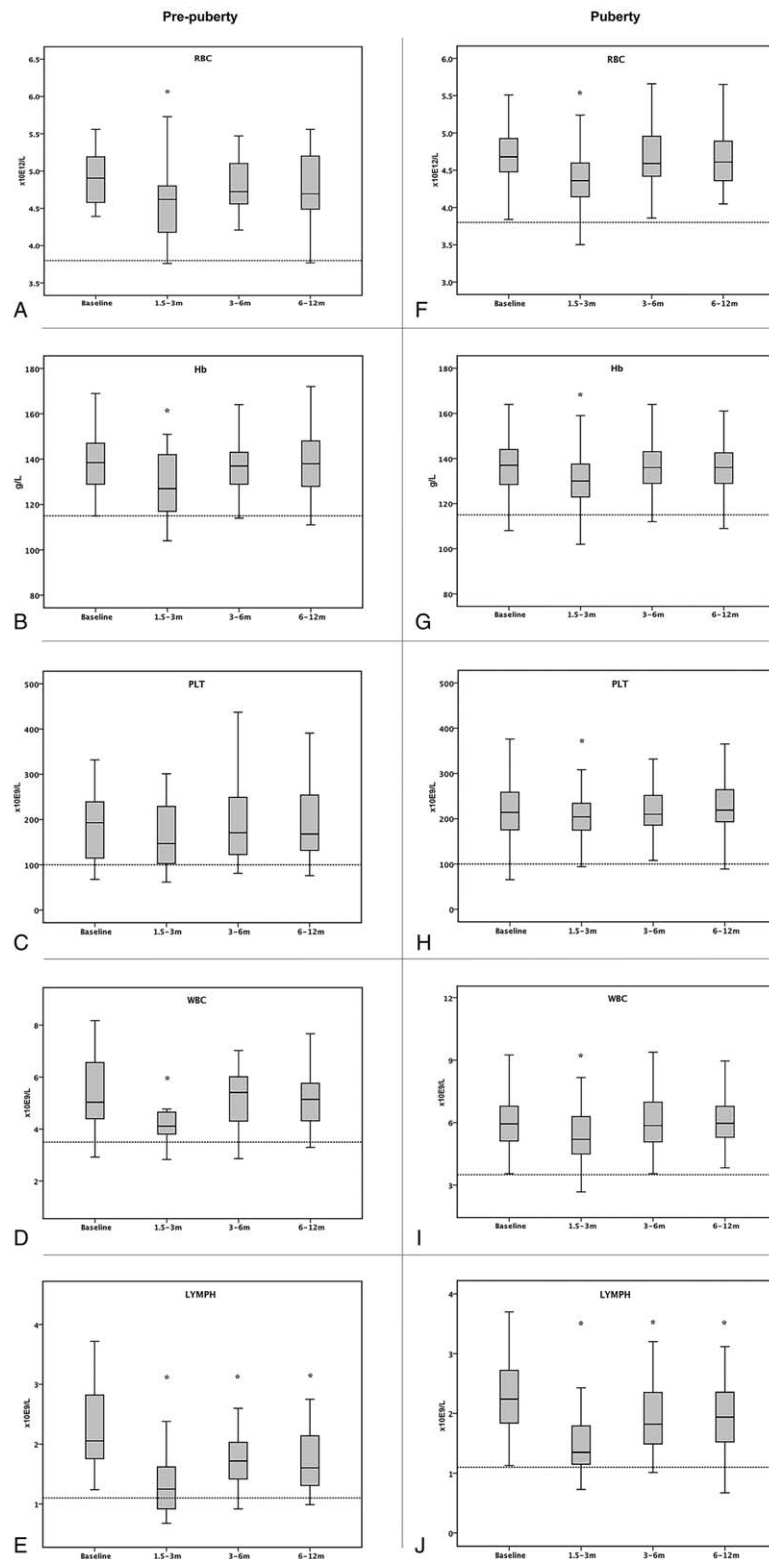 Pre-puberty
Puberty
RBC
6.5
6.0
5.5
5.0
4.5
4.0
3.5
x10E12/L
Baseline 1.5-3m 3-6m 6-12m
*
A
RBC
6.0
5.5
5.0
4.5
4.0
3.5
3.0
x10E12/L
Baseline 1.5-3m 3-6m 6-12m
*
F
Hb
180
160
140
120
100
80
g/L
Baseline 1.5-3m 3-6m 6-12m
*
B
Hb
180
160
140
120
100
80
g/L
Baseline 1.5-3m 3-6m 6-12m
*
G
PLT
500
400
300
200
100
0
x10E9/L
Baseline 1.5-3m 3-6m 6-12m
C
PLT
500
400
300
200
100
0
x10E9/L
Baseline 1.5-3m 3-6m 6-12m
*
H
WBC
8
6
4
2
x10E9/L
Baseline 1.5-3m 3-6m 6-12m
*
D
WBC
12
9
6
3
x10E9/L
Baseline 1.5-3m 3-6m 6-12m
*
I
LYMPH
4
3
2
1
x10E9/L
Baseline 1.5-3m 3-6m 6-12m
* * *
E
LYMPH
4
3
2
1
0
x10E9/L
Baseline 1.5-3m 3-6m 6-12m
* * *
J